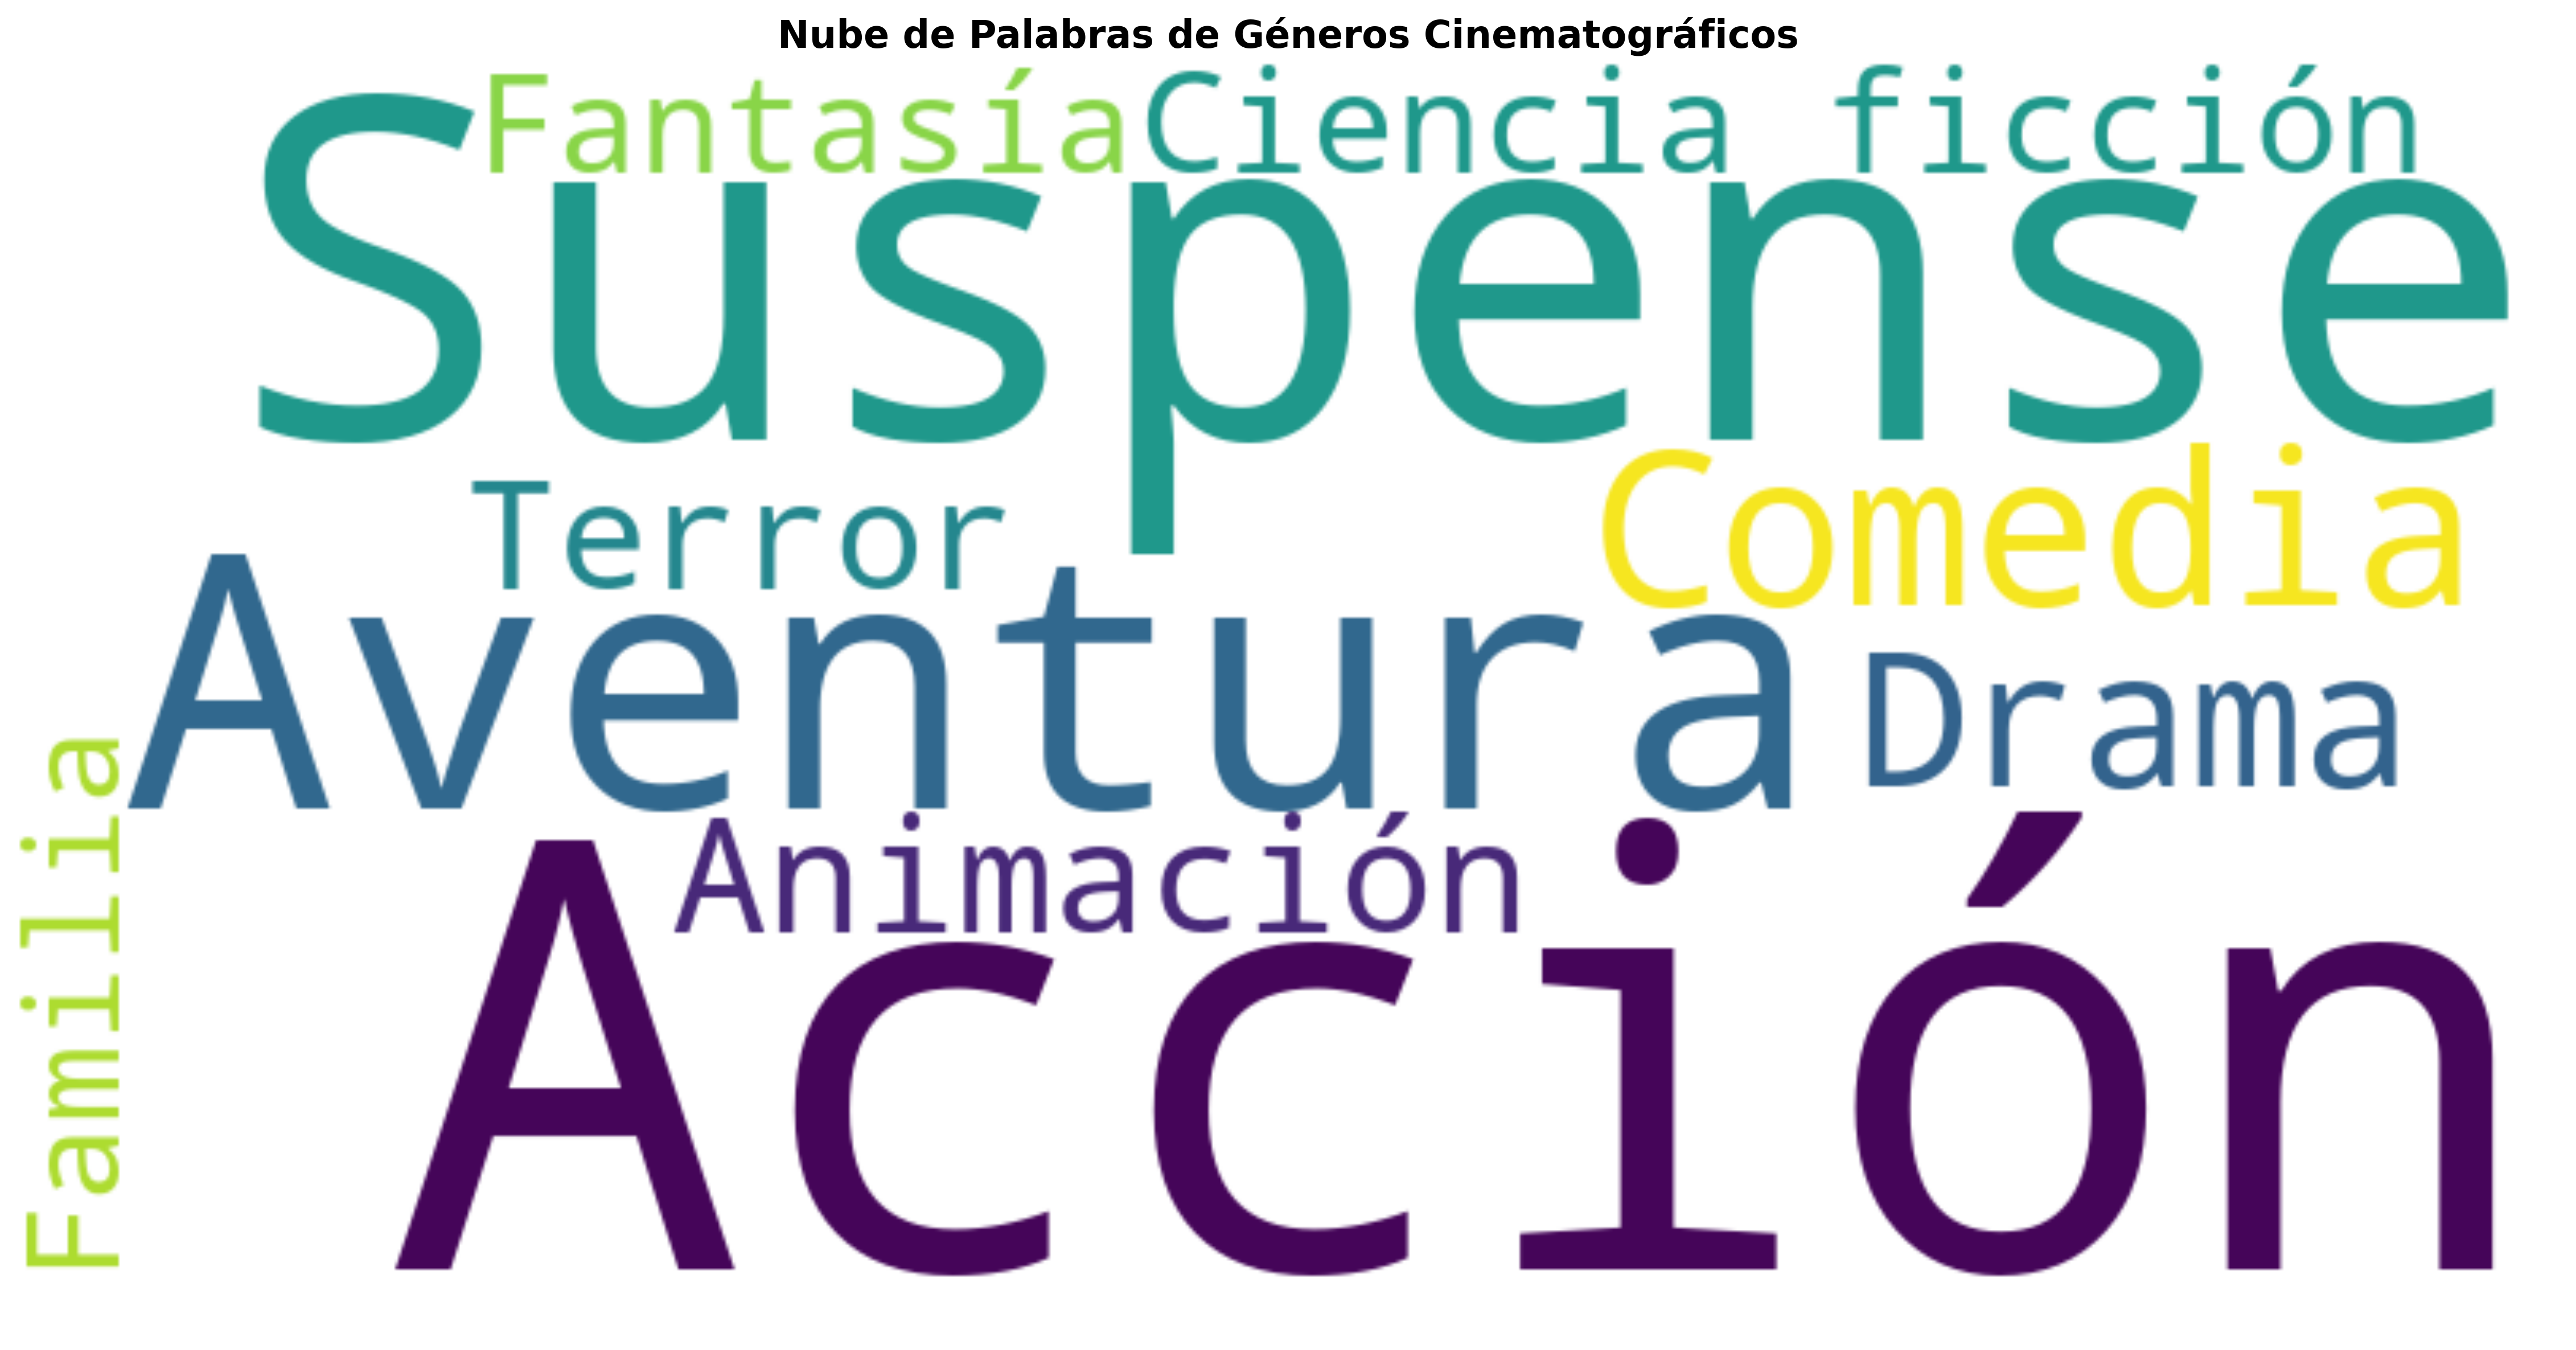 Nube de Palabras de Géneros Cinematográficos
Fantasía
Ciencia ficción
Suspense
Terror
Comedia
Aventura
Drama
Familia
Animación
Acción